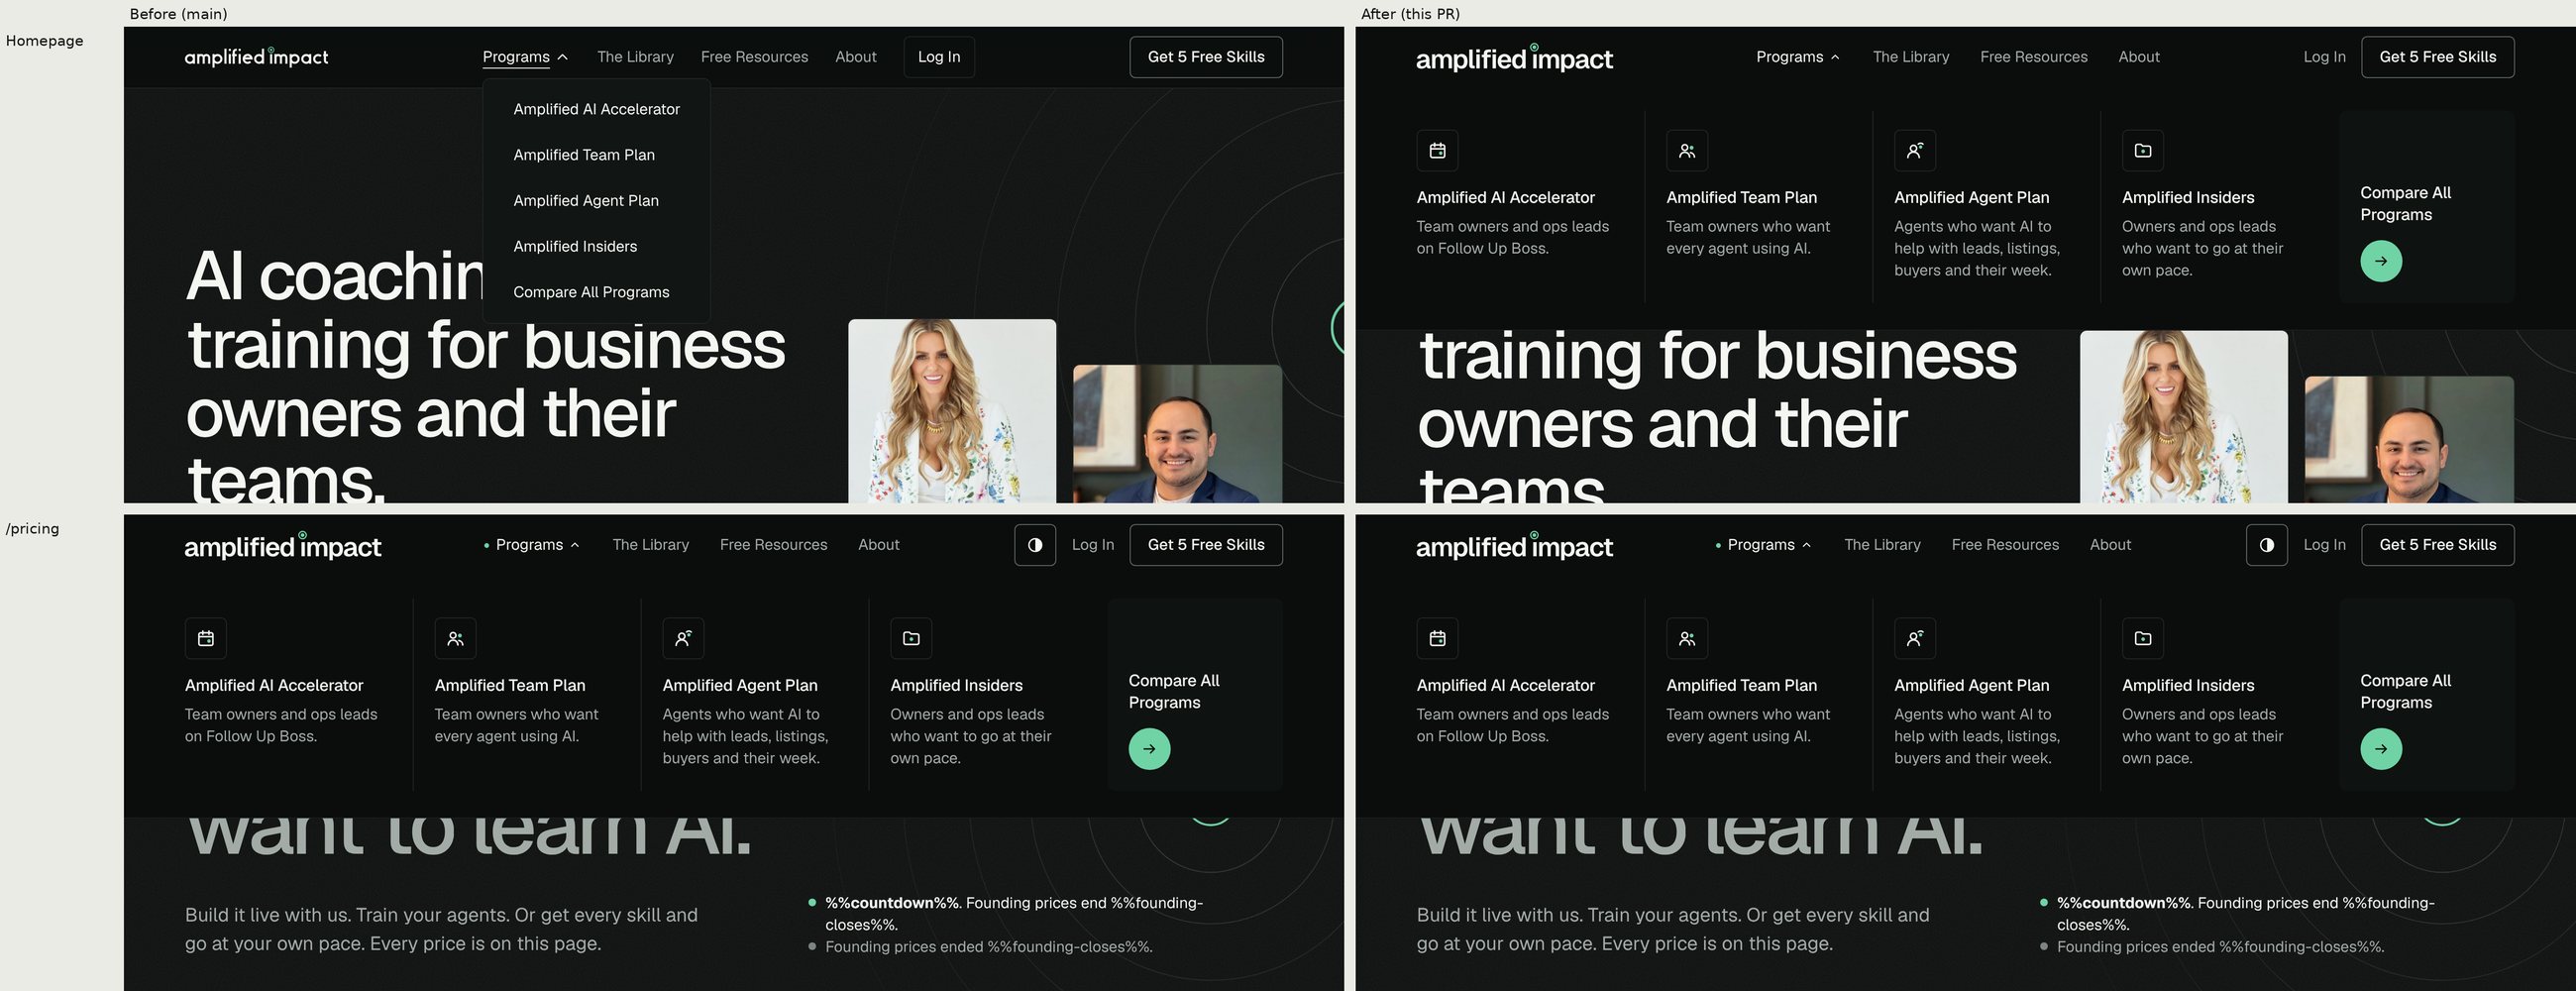 Before (main)
After (this PR)
Homepage
amplified impact
Programs
The Library
Free Resources
About
Log In
Get 5 Free Skills
Amplified AI Accelerator
Amplified Team Plan
Amplified Agent Plan
Amplified Insiders
Compare All Programs
AI coachin
training for business
owners and their
teams.
amplified impact
Programs
The Library
Free Resources
About
Log In
Get 5 Free Skills
Amplified AI Accelerator
Team owners and ops leads
on Follow Up Boss.
Amplified Team Plan
Team owners who want
every agent using AI.
Amplified Agent Plan
Agents who want AI to
help with leads, listings,
buyers and their week.
Amplified Insiders
Owners and ops leads
who want to go at their
own pace.
Compare All
Programs
training for business
owners and their
teams
/pricing
amplified impact
Programs
The Library
Free Resources
About
Log In
Get 5 Free Skills
Amplified AI Accelerator
Team owners and ops leads
on Follow Up Boss.
Amplified Team Plan
Team owners who want
every agent using AI.
Amplified Agent Plan
Agents who want AI to
help with leads, listings,
buyers and their week.
Amplified Insiders
Owners and ops leads
who want to go at their
own pace.
Compare All
Programs
want to learn AI.
Build it live with us. Train your agents. Or get every skill and
go at your own pace. Every price is on this page.
%%countdown%%. Founding prices end %%founding-
closes%%.
Founding prices ended %%founding-closes%%.
amplified impact
Programs
The Library
Free Resources
About
Log In
Get 5 Free Skills
Amplified AI Accelerator
Team owners and ops leads
on Follow Up Boss.
Amplified Team Plan
Team owners who want
every agent using AI.
Amplified Agent Plan
Agents who want AI to
help with leads, listings,
buyers and their week.
Amplified Insiders
Owners and ops leads
who want to go at their
own pace.
Compare All
Programs
want to learn AI.
Build it live with us. Train your agents. Or get every skill and
go at your own pace. Every price is on this page.
%%countdown%%. Founding prices end %%founding-
closes%%.
Founding prices ended %%founding-closes%%.